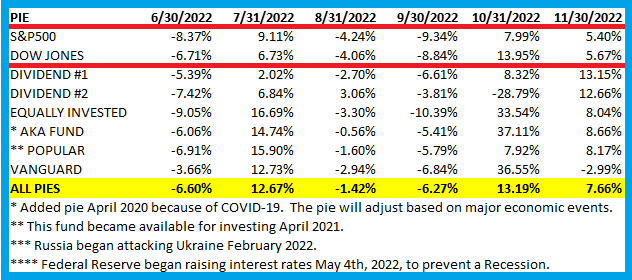 PIE 6/30/2022 7/31/2022 8/31/2022 9/30/2022 10/31/2022 11/30/2022
S&P500 -8.37% 9.11% -4.24% -9.34% 7.99% 5.40%
DOW JONES -6.71% 6.73% -4.06% -8.84% 13.95% 5.67%
DIVIDEND #1 -5.39% 2.02% -2.70% -6.61% 8.32% 13.15%
DIVIDEND #2 -7.42% 6.84% 3.06% -3.81% -28.79% 12.66%
EQUALLY INVESTED -9.05% 16.69% -3.30% -10.39% 33.54% 8.04%
* AKA FUND -6.06% 14.74% -0.56% -5.41% 37.11% 8.66%
** POPULAR -6.91% 15.90% -1.60% -5.79% 7.92% 8.17%
VANGUARD -3.66% 12.73% -2.94% -6.84% 36.55% -2.99%
ALL PIES -6.60% 12.67% -1.42% -6.27% 13.19% 7.66%
* Added pie April 2020 because of COVID-19. The pie will adjust based on major economic events.
** This fund became available for investing April 2021.
*** Russia began attacking Ukraine February 2022.
**** Federal Reserve began raising interest rates May 4th, 2022, to prevent a Recession.